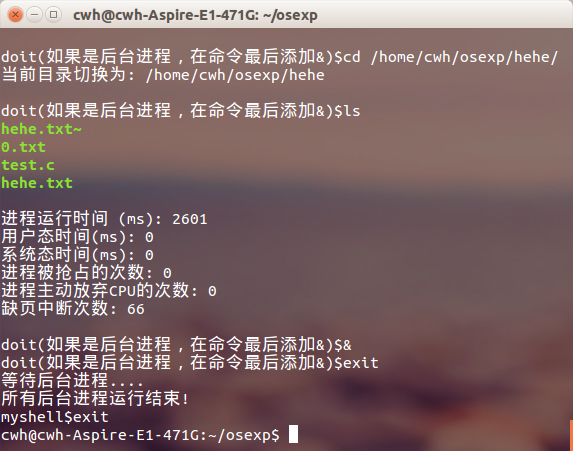 cwh@cwh-Aspire-E1-471G: ~/osexp
doit(如果是后台进程，在命令最后添加&)$cd /home/cwh/osexp/hehe/
当前目录切换为: /home/cwh/osexp/hehe
doit(如果是后台进程，在命令最后添加&)$ls
hehe.txt~
0.txt
test.c
hehe.txt
进程运行时间 (ms): 2601
用户态时间(ms): 0
系统态时间(ms): 0
进程被抢占的次数: 0
进程主动放弃CPU的次数: 0
缺页中断次数: 66
doit(如果是后台进程，在命令最后添加&)$&
doit(如果是后台进程，在命令最后添加&)$exit
等待后台进程....
所有后台进程运行结束!
myshell$exit
cwh@cwh-Aspire-E1-471G:~/osexp$